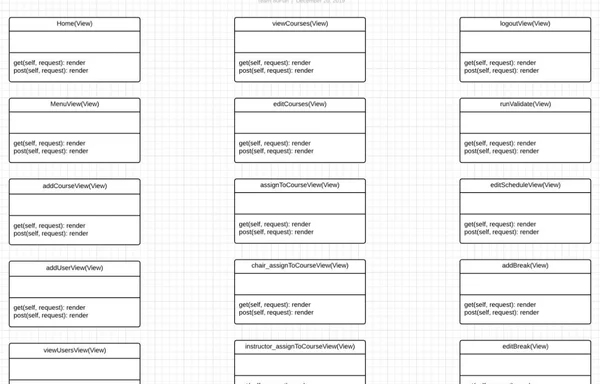 December 20, 2019
Home(View)
get(self, request): render
post(self, request): render
viewCourses(View)
get(self, request): render
post(self, request): render
logoutView(View)
get(self, request): render
post(self, request): render
MenuView(View)
get(self, request): render
post(self, request): render
editCourses(View)
get(self, request): render
post(self, request): render
runValidate(View)
get(self, request): render
post(self, request): render
addCourseView(View)
get(self, request): render
post(self, request): render
assignToCourseView(View)
get(self, request): render
post(self, request): render
editScheduleView(View)
get(self, request): render
post(self, request): render
addUserView(View)
get(self, request): render
post(self, request): render
chair_assignToCourseView(View)
get(self, request): render
post(self, request): render
addBreak(View)
get(self, request): render
post(self, request): render
viewUsersView(View)
instructor_assignToCourseView(View)
editBreak(View)